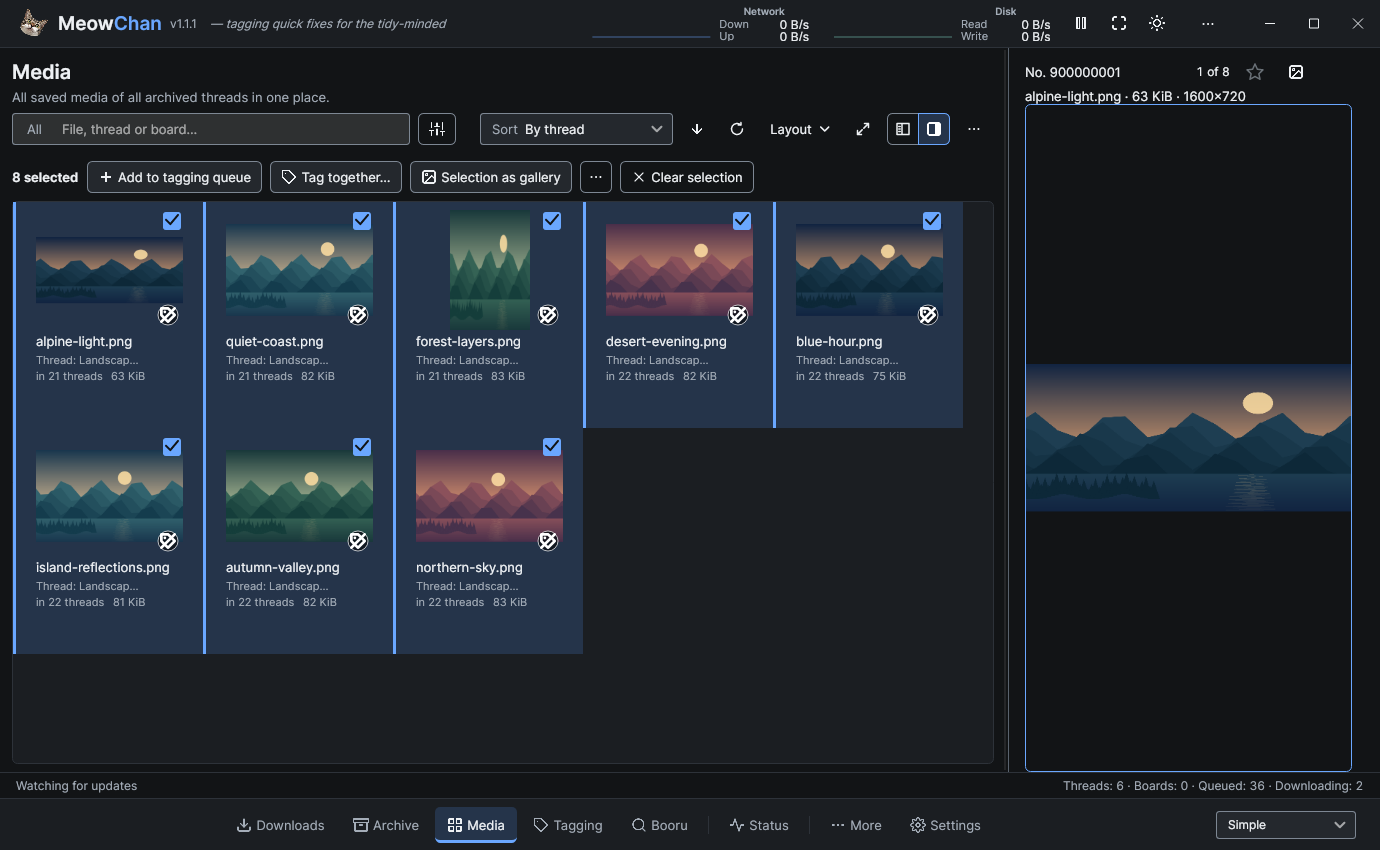 MeowChan v1.1.1 — tagging quick fixes for the tidy-minded
Network
Down 0 B/s
Up 0 B/s
Disk
Read 0 B/s
Write 0 B/s
Media
All saved media of all archived threads in one place.
All File, thread or board...
Sort By thread
Layout
8 selected
Add to tagging queue
Tag together...
Selection as gallery
Clear selection
alpine-light.png
Thread: Landscap...
in 21 threads 63 KiB
quiet-coast.png
Thread: Landscap...
in 21 threads 82 KiB
forest-layers.png
Thread: Landscap...
in 21 threads 83 KiB
desert-evening.png
Thread: Landscap...
in 22 threads 82 KiB
blue-hour.png
Thread: Landscap...
in 22 threads 75 KiB
island-reflections.png
Thread: Landscap...
in 22 threads 81 KiB
autumn-valley.png
Thread: Landscap...
in 22 threads 82 KiB
northern-sky.png
Thread: Landscap...
in 22 threads 83 KiB
No. 900000001
1 of 8
alpine-light.png · 63 KiB · 1600×720
Watching for updates
Threads: 6 · Boards: 0 · Queued: 36 · Downloading: 2
Downloads
Archive
Media
Tagging
Booru
Status
More
Settings
Simple